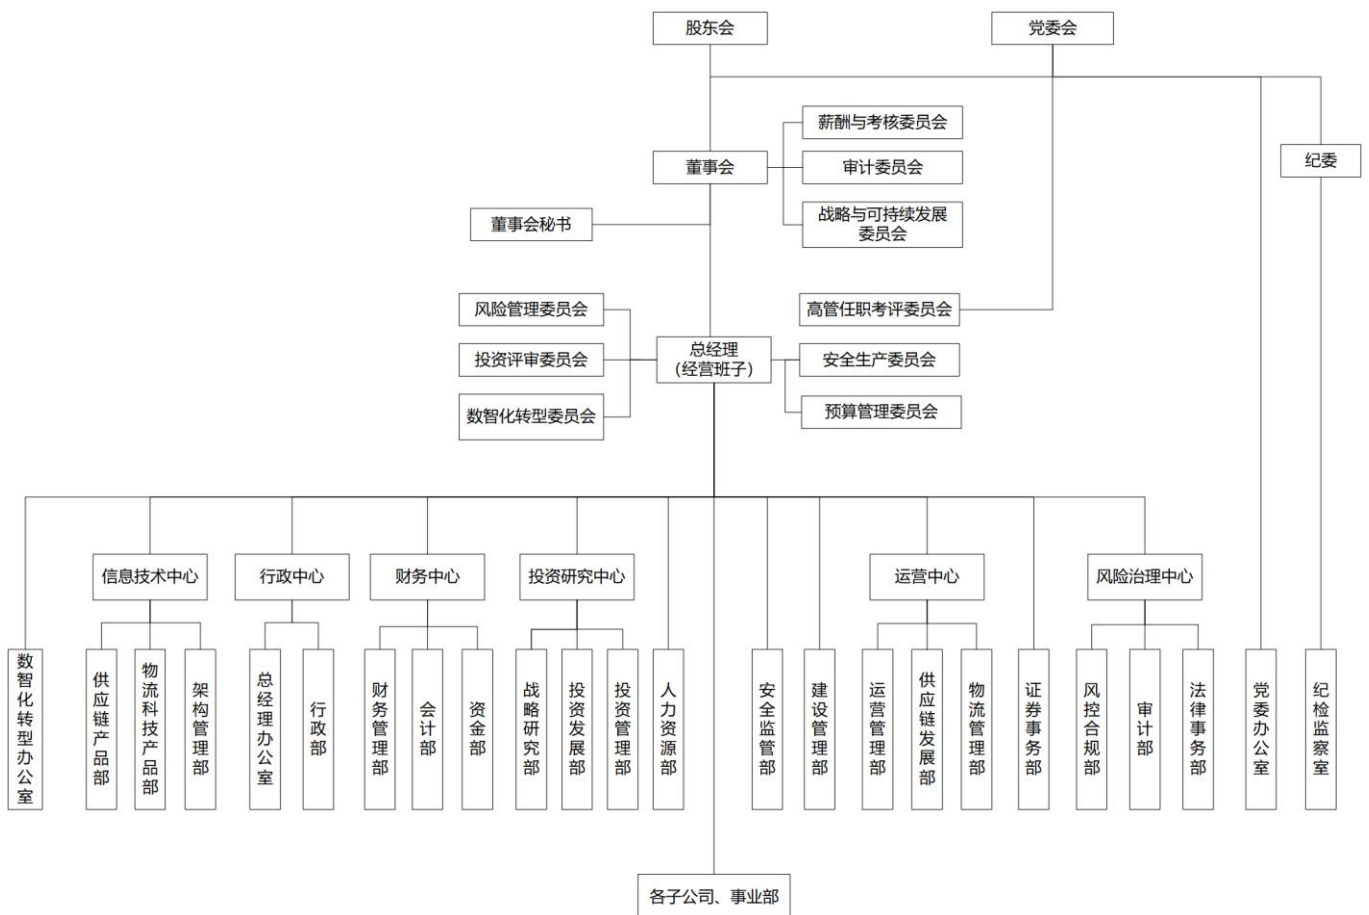 股东会
党委会
薪酬与考核委员会
董事会
审计委员会
纪委
董事会秘书
战略与可持续发展
委员会
风险管理委员会
高管任职考评委员会
总经理
（经营班子）
投资评审委员会
安全生产委员会
数智化转型委员会
预算管理委员会
信息技术中心
行政中心
财务中心
投资研究中心
运营中心
风险治理中心
数智化转型办公室
供应链产品部
物流科技产品部
架构管理部
总经理办公室
行政部
财务管理部
会计部
资金部
战略研究部
投资发展部
投资管理部
人力资源部
安全监管部
建设管理部
运营管理部
供应链发展部
物流管理部
证券事务部
风控合规部
审计部
法律事务部
党委办公室
纪检监察室
各子公司、事业部